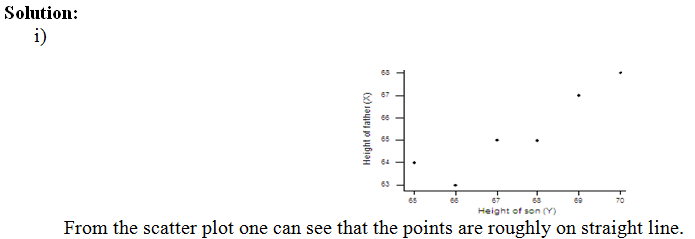 Solution:
i)
68
67
66
65
64
63
Height of father (X)
65 66 67 68 69 70
Height of son (Y)
From the scatter plot one can see that the points are roughly on straight line.